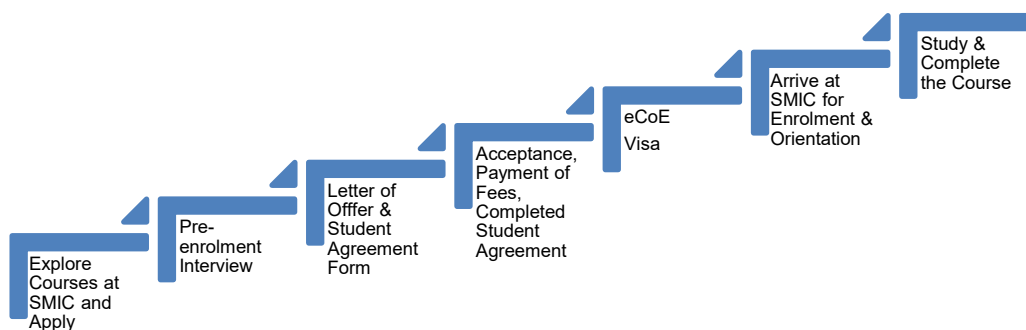 Explore
Courses at
SMIC and
Apply
Pre-
enrolment
Interview
Letter of
Offfer &
Student
Agreement
Form
Acceptance,
Payment of
Fees,
Completed
Student
Agreement
eCoE
Visa
Arrive at
SMIC for
Enrolment &
Orientation
Study &
Complete
the Course